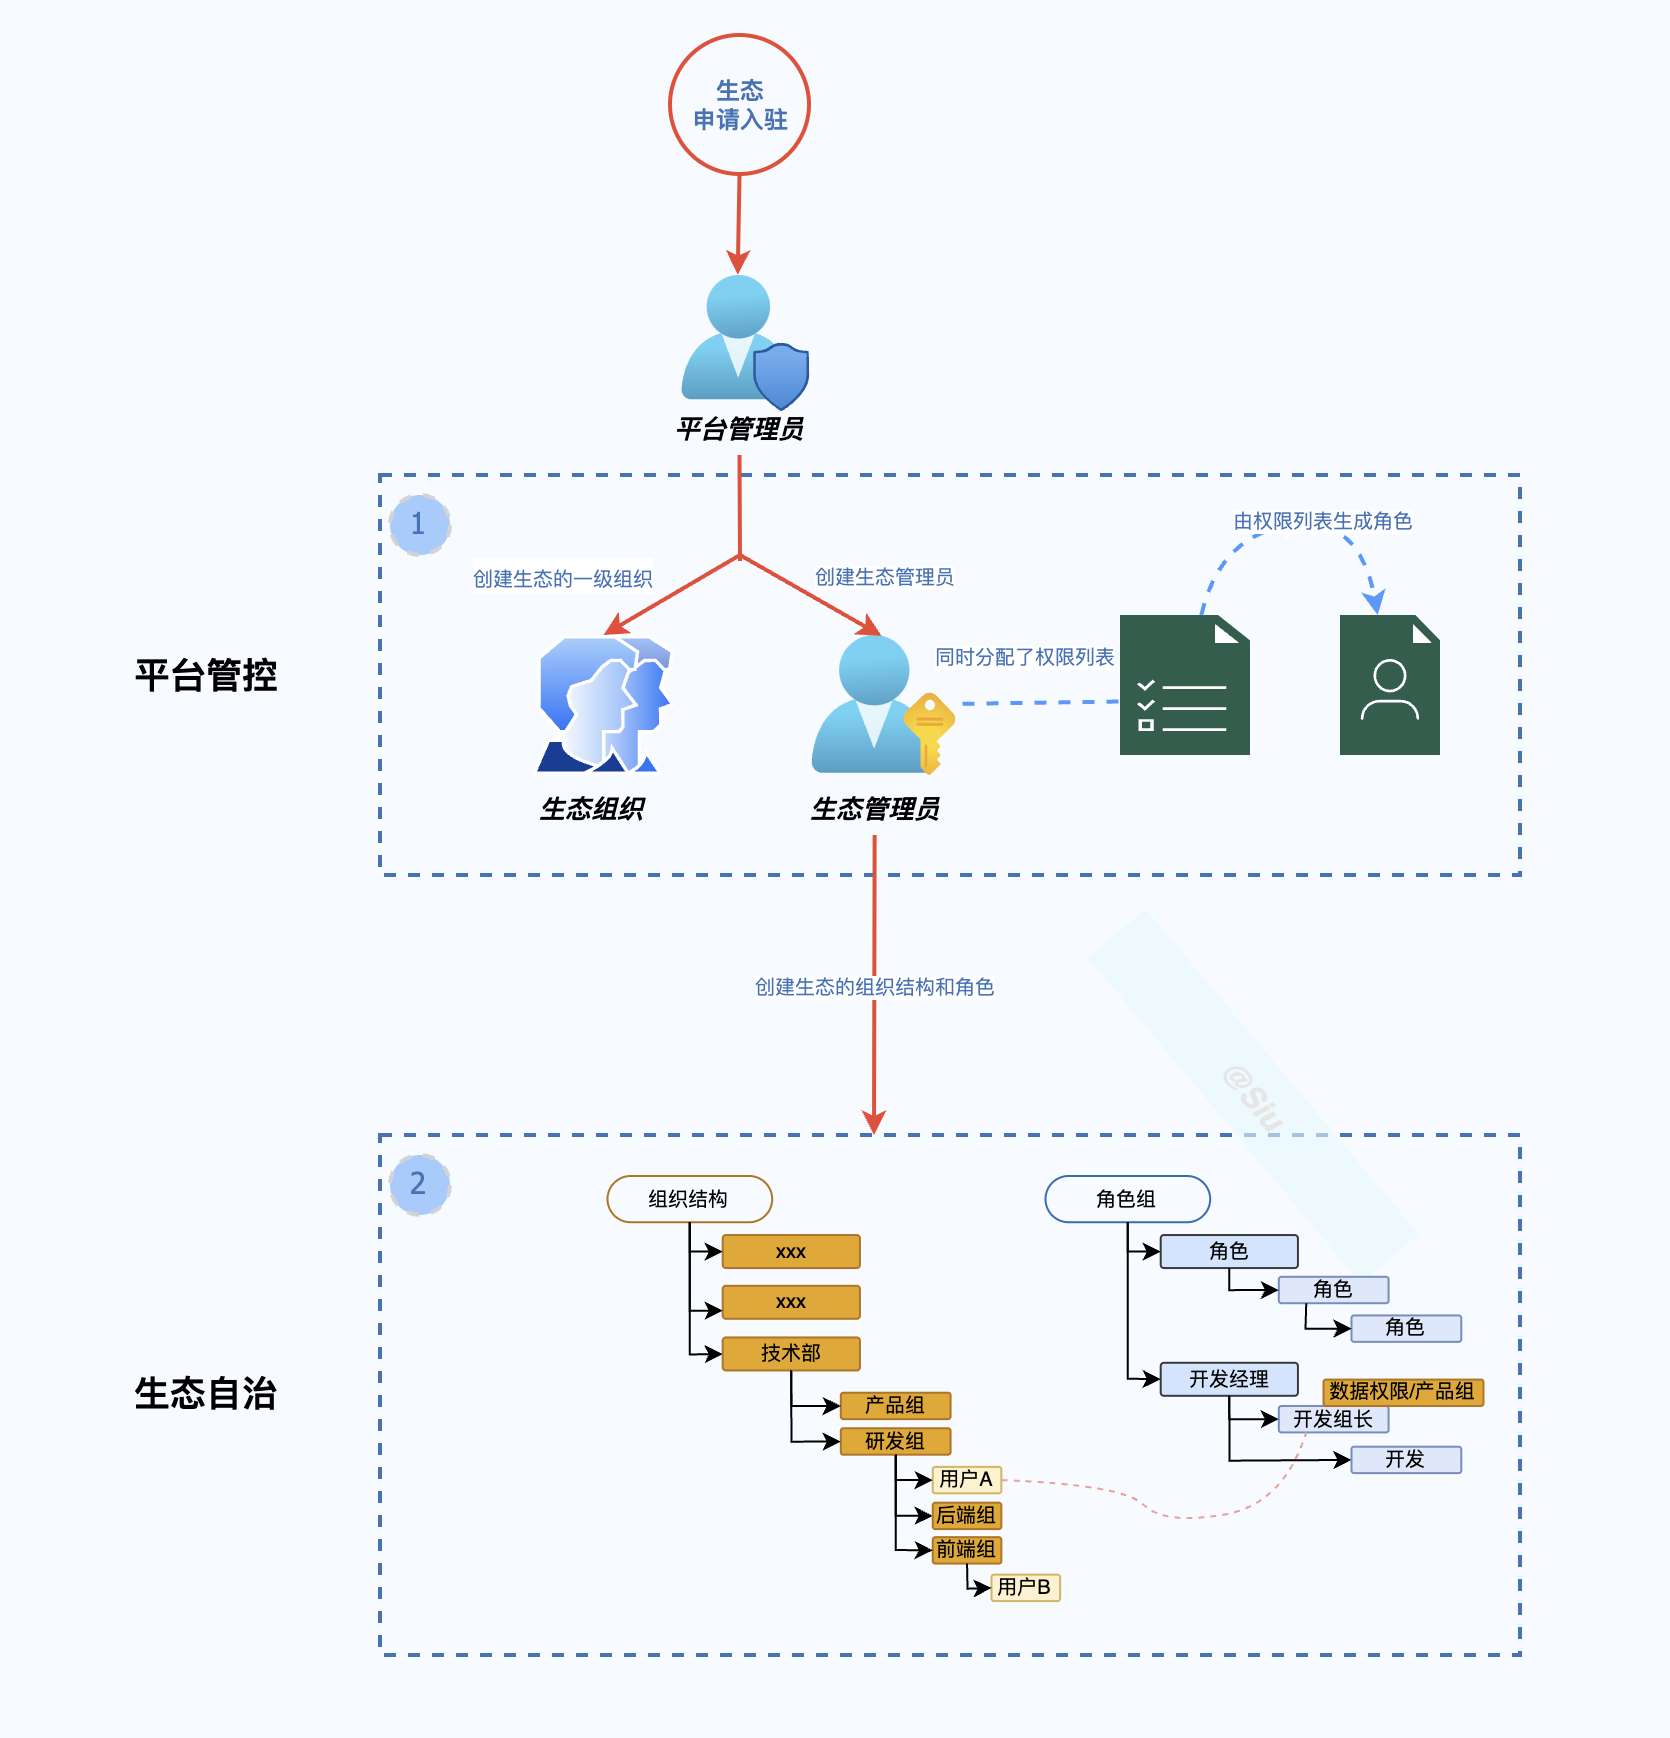 生态
申请入驻
平台管理员
1
由权限列表生成角色
创建生态的一级组织
创建生态管理员
同时分配了权限列表
平台管控
生态组织
生态管理员
创建生态的组织结构和角色
@Siu
2
组织结构
角色组
xxx
角色
角色
xxx
角色
技术部
开发经理
数据权限/产品组
产品组
开发组长
研发组
开发
生态自治
用户A
后端组
前端组
用户B